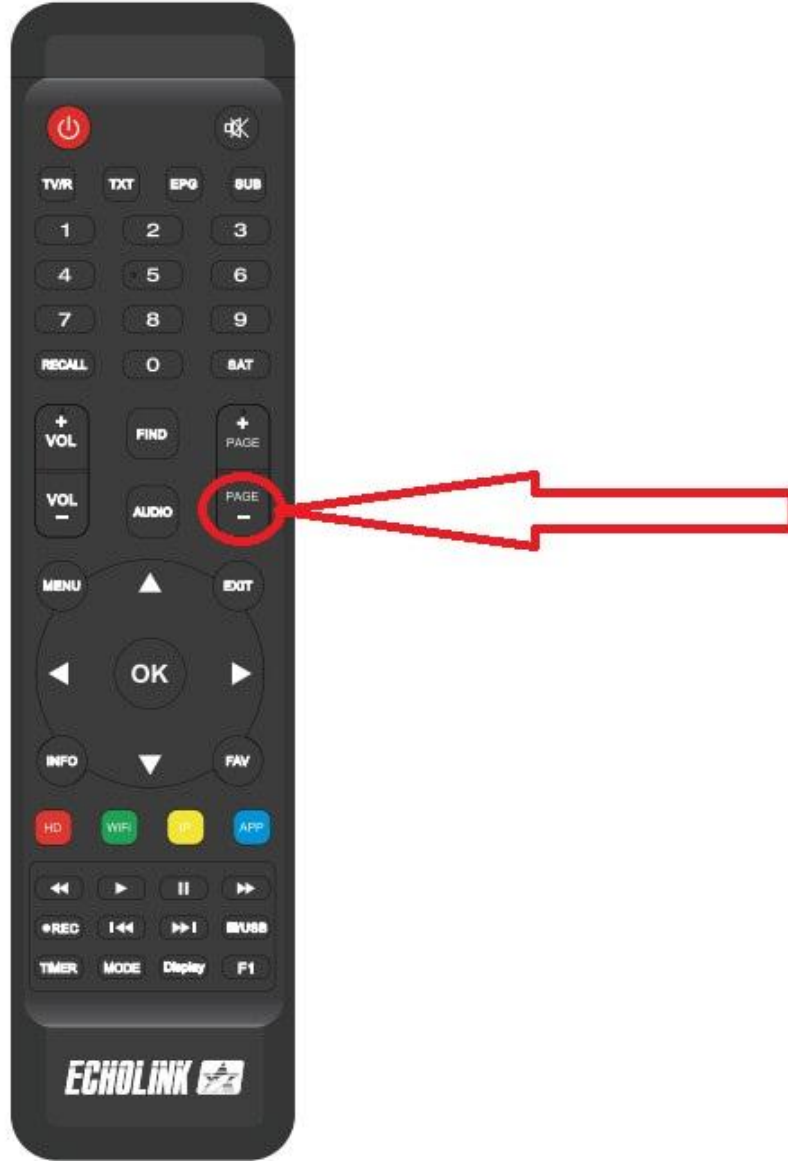 TV/R TXT EPG SUB
1 2 3
4 5 6
7 8 9
RECALL 0 SAT
+ VOL FIND + PAGE
VOL - AUDIO PAGE -
MENU EXIT
OK
INFO FAV
HD WiFi IP APP
●REC ■/USB
TIMER MODE Display F1
ECHOLINK